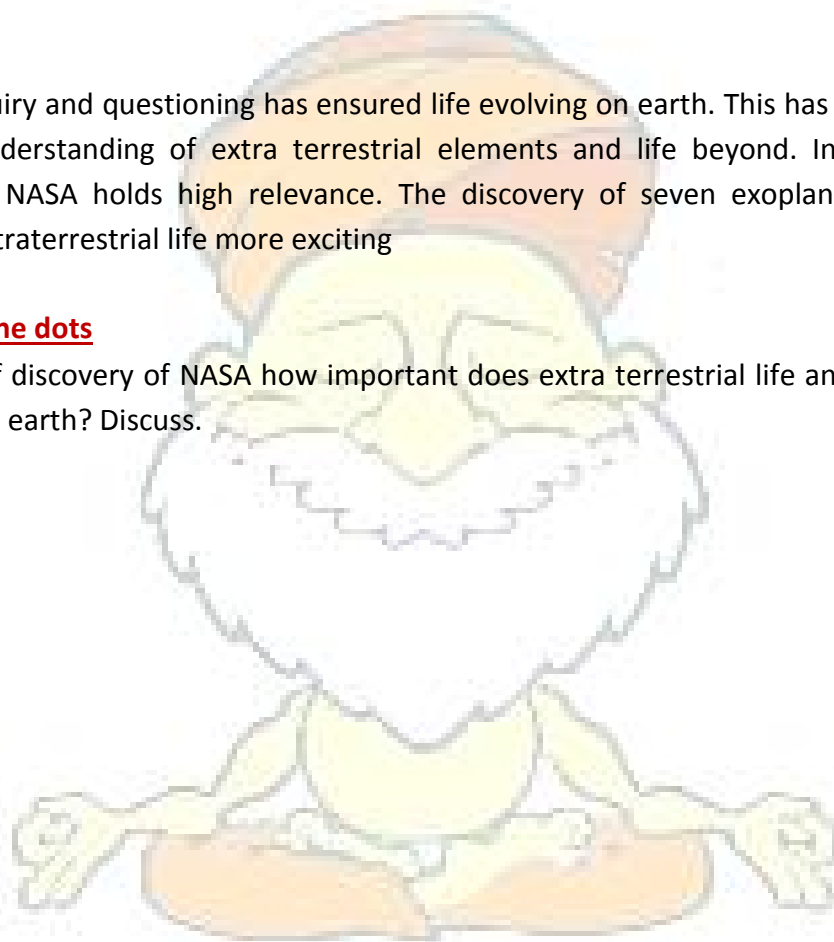 uiry and questioning has ensured life evolving on earth. This has
derstanding of extra terrestrial elements and life beyond. In
NASA holds high relevance. The discovery of seven exoplan
traterrestrial life more exciting
ne dots
f discovery of NASA how important does extra terrestrial life an
earth? Discuss.